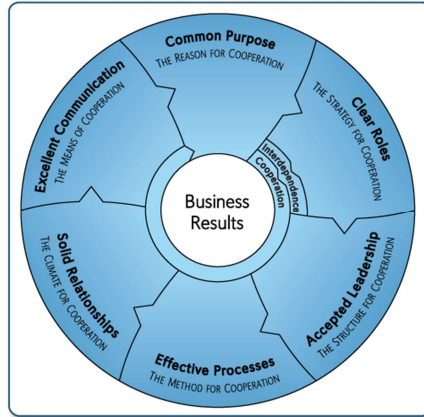 Common Purpose
The Reason for Cooperation
Clear Roles
The Strategy for Cooperation
Accepted Leadership
The Structure for Cooperation
Effective Processes
The Method for Cooperation
Solid Relationships
The Climate for Cooperation
Excellent Communication
The Means of Cooperation
Interdependence
Cooperation
Business
Results